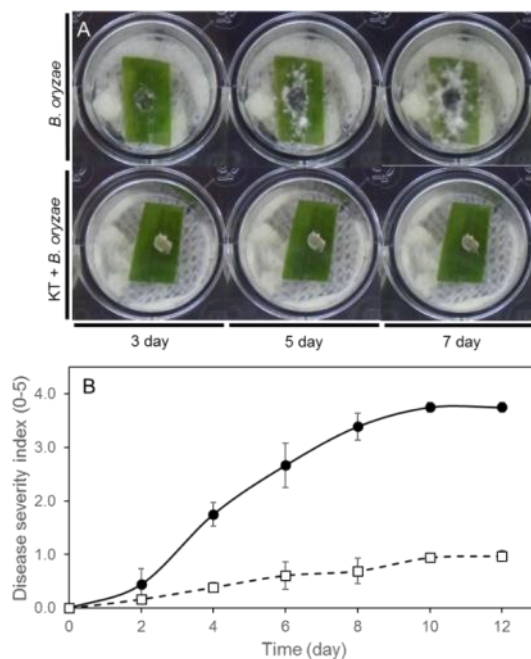 A
B. oryzae
KT + B. oryzae
3 day
5 day
7 day
B
Disease severity index (0-5)
4.0
3.0
2.0
1.0
0.0
0
2
4
6
8
10
12
Time (day)